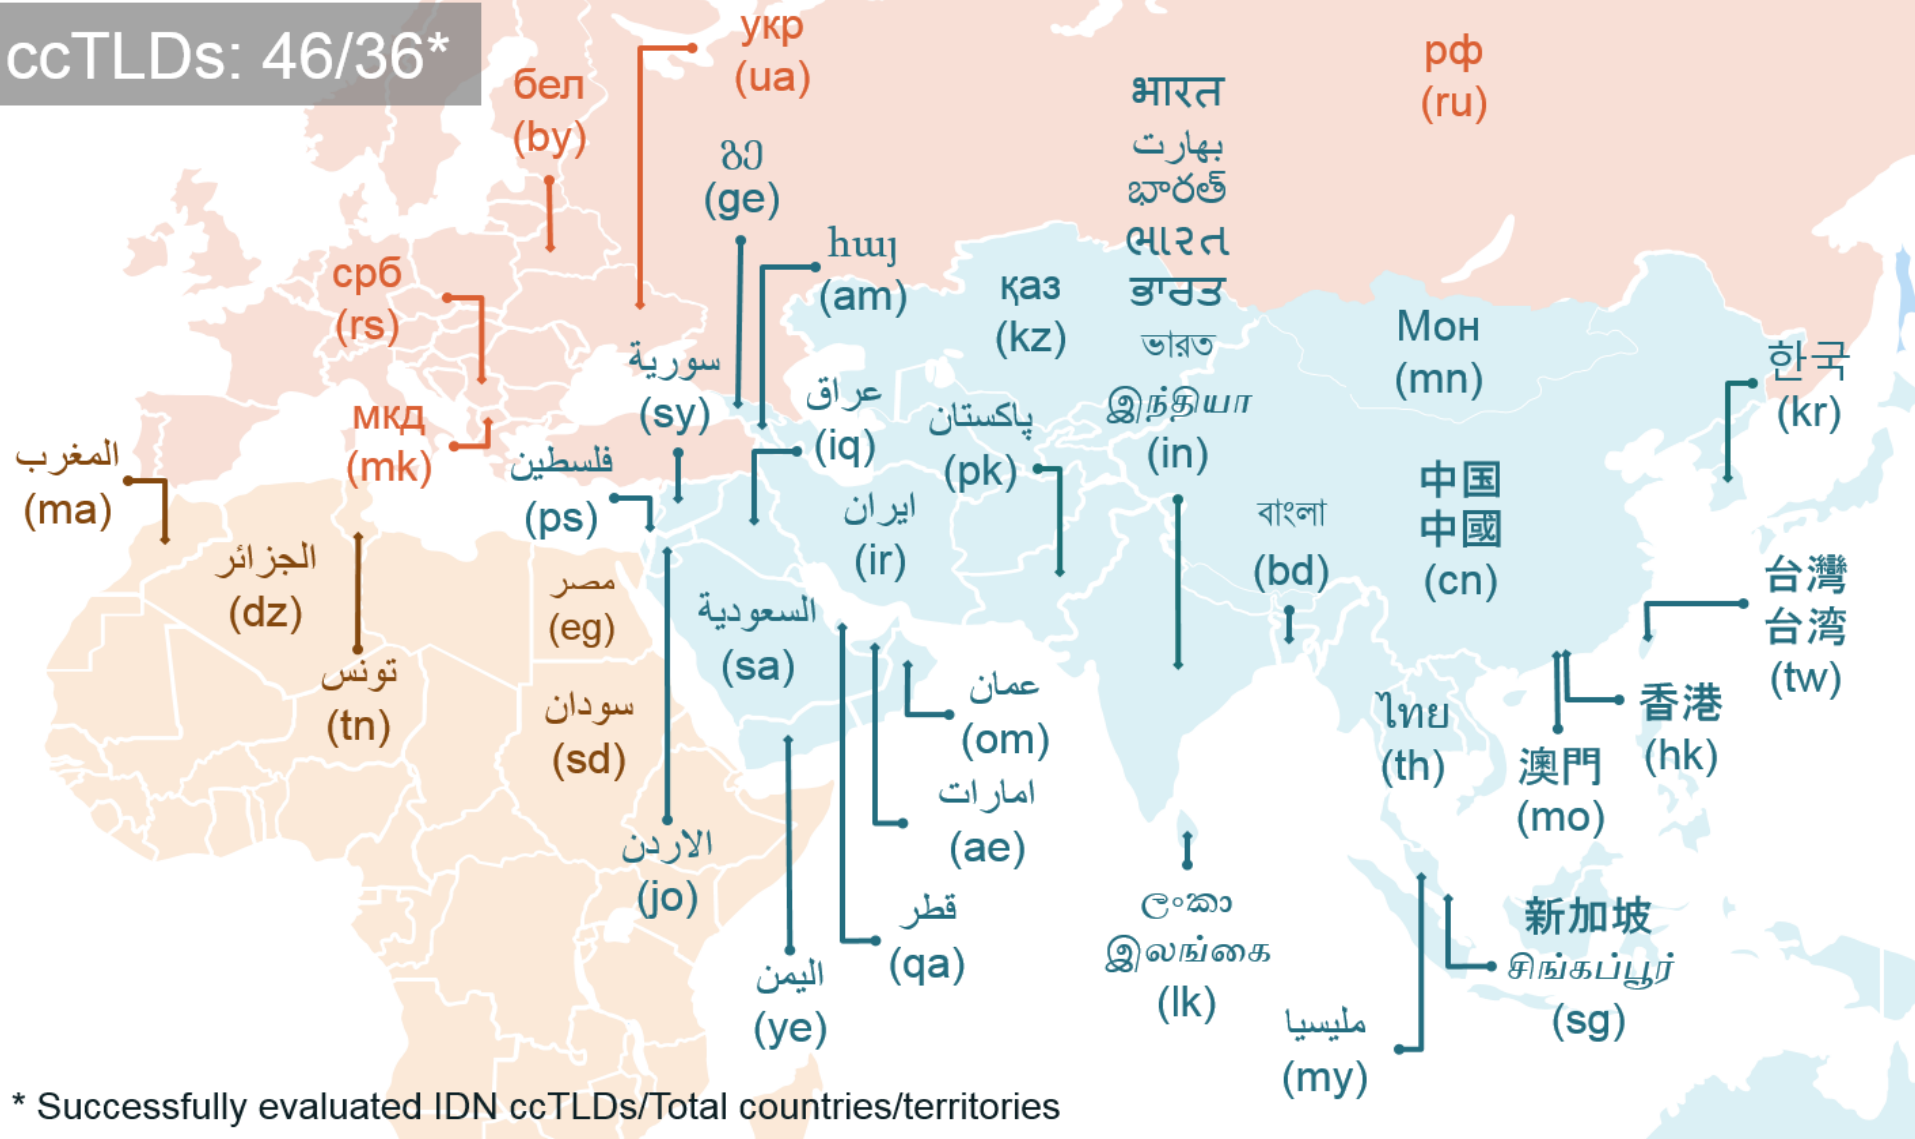 ccTLDs: 46/36*
укр
(ua)
бел
(by)
рф
(ru)
भारत
بھارت
భారత్
ભારત
ਭਾਰਤ
ভারত
இந்தியா
(in)
გე
(ge)
հայ
(am)
срб
(rs)
қаз
(kz)
Мон
(mn)
한국
(kr)
سورية
(sy)
عراق
(iq)
پاکستان
(pk)
мкд
(mk)
المغرب
(ma)
فلسطين
(ps)
ایران
(ir)
বাংলা
(bd)
中国
中國
(cn)
الجزائر
(dz)
مصر
(eg)
السعودية
(sa)
台灣
台湾
(tw)
تونس
(tn)
سودان
(sd)
عمان
(om)
ไทย
(th)
香港
(hk)
澳門
(mo)
امارات
(ae)
الاردن
(jo)
قطر
(qa)
ලංකා
இலங்கை
(lk)
新加坡
சிங்கப்பூர்
(sg)
اليمن
(ye)
مليسيا
(my)
* Successfully evaluated IDN ccTLDs/Total countries/territories